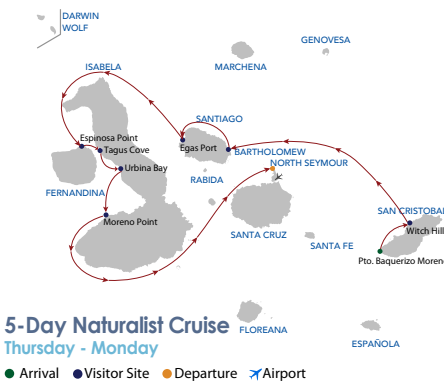 DARWIN
WOLF
GENOVESA
ISABELA
MARCHENA
SANTIAGO
Espinosa Point
Tagus Cove
Egas Port
BARTHOLOMEW
NORTH SEYMOUR
Urbina Bay
RABIDA
FERNANDINA
Moreno Point
SAN CRISTOBAL
Witch Hill
SANTA CRUZ
SANTA FE
Pto. Baquerizo Moreno
5-Day Naturalist Cruise
FLOREANA
Thursday - Monday
ESPAÑOLA
Arrival Visitor Site Departure Airport